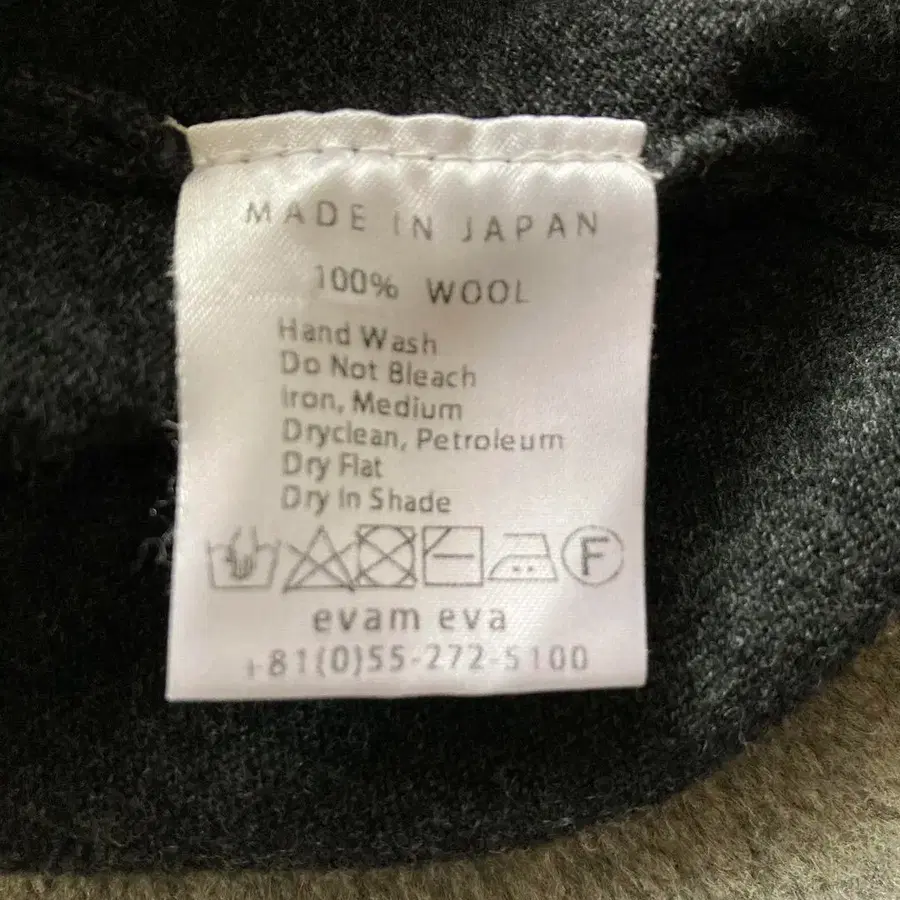 MADE IN JAPAN
100% WOOL
Hand Wash
Do Not Bleach
Iron, Medium
Dryclean, Petroleum
Dry Flat
Dry In Shade
F
evam eva
+81(0)55-272-5100